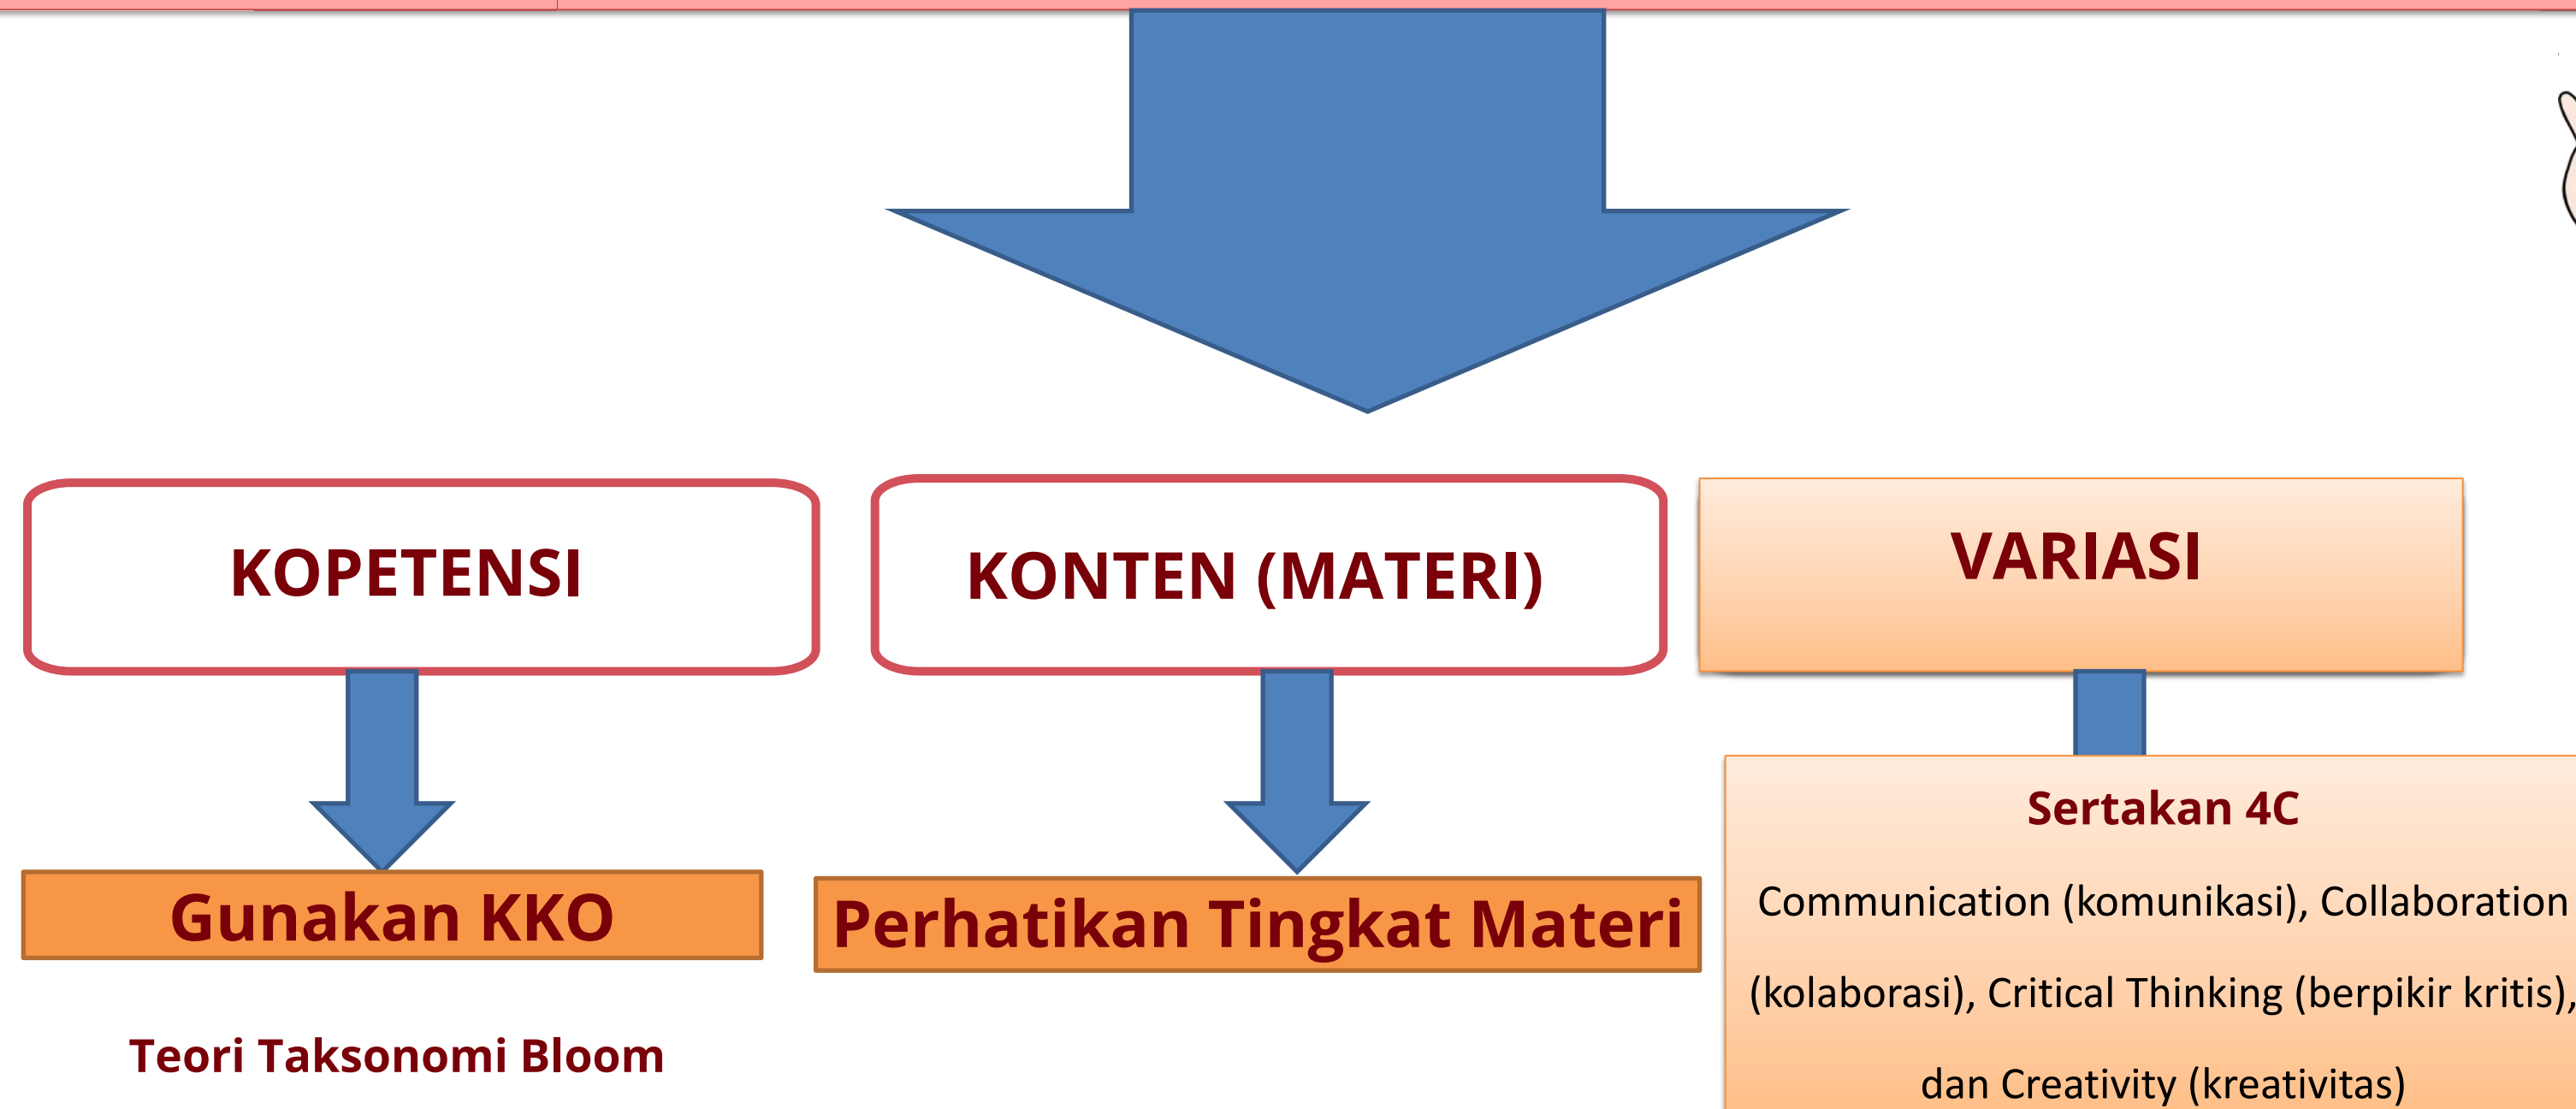 KOPETENSI
KONTEN (MATERI)
VARIASI
Gunakan KKO
Perhatikan Tingkat Materi
Teori Taksonomi Bloom
Sertakan 4C
Communication (komunikasi), Collaboration
(kolaborasi), Critical Thinking (berpikir kritis),
dan Creativity (kreativitas)